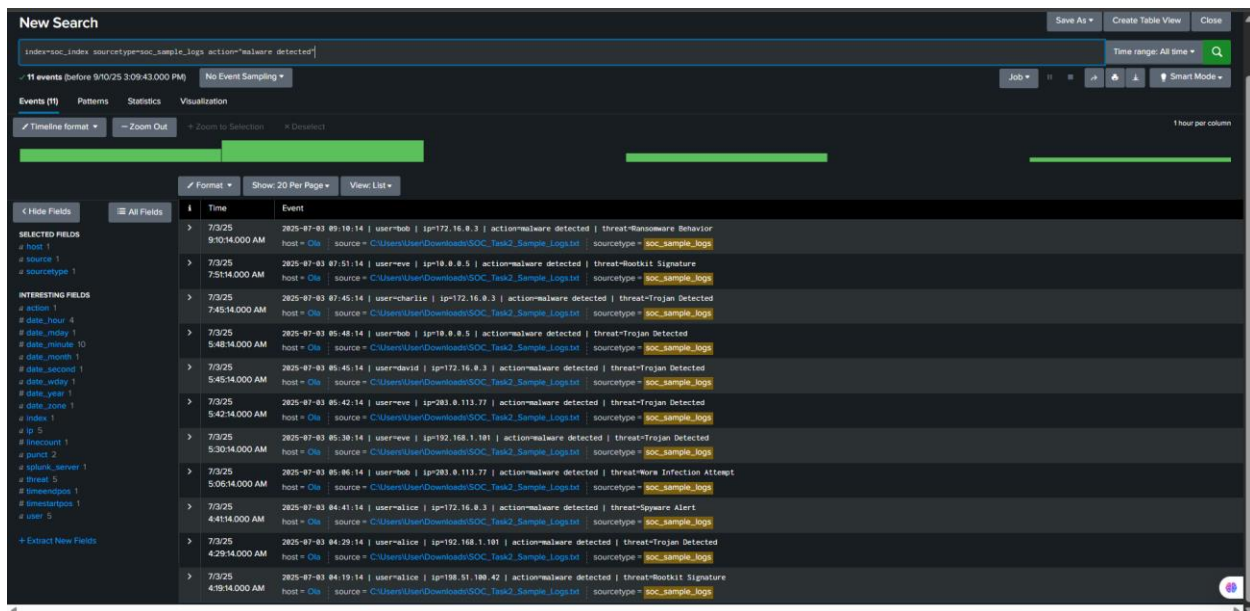 New Search
Save As ▾ Create Table View Close
index=soc_index sourcetype=soc_sample_logs action="malware detected"
Time range: All time ▾
✓ 11 events (before 9/10/25 3:09:43.000 PM) No Event Sampling ▾
Job ▾ Smart Mode ▾
Events (11) Patterns Statistics Visualization
Timeline format ▾ — Zoom Out + Zoom to Selection × Deselect
1 hour per column
Format ▾ Show: 20 Per Page ▾ View: List ▾
< Hide Fields All Fields
i Time Event
SELECTED FIELDS
a host 1
a source 1
a sourcetype 1
INTERESTING FIELDS
a action 1
# date_hour 4
# date_mday 1
# date_minute 10
a date_month 1
# date_second 1
a date_wday 1
# date_year 1
a date_zone 1
a index 1
a ip 5
# linecount 1
a punct 2
a splunk_server 1
a threat 5
# timeendpos 1
# timestartpos 1
a user 5
+ Extract New Fields
> 7/3/25 2025-07-03 09:10:14 | user=bob | ip=172.16.0.3 | action=malware detected | threat=Ransomware Behavior
9:10:14.000 AM host = Ola source = C:\Users\User\Downloads\SOC_Task2_Sample_Logs.txt sourcetype = soc_sample_logs
> 7/3/25 2025-07-03 07:51:14 | user=eve | ip=10.0.0.5 | action=malware detected | threat=Rootkit Signature
7:51:14.000 AM host = Ola source = C:\Users\User\Downloads\SOC_Task2_Sample_Logs.txt sourcetype = soc_sample_logs
> 7/3/25 2025-07-03 07:45:14 | user=charlie | ip=172.16.0.3 | action=malware detected | threat=Trojan Detected
7:45:14.000 AM host = Ola source = C:\Users\User\Downloads\SOC_Task2_Sample_Logs.txt sourcetype = soc_sample_logs
> 7/3/25 2025-07-03 05:48:14 | user=bob | ip=10.0.0.5 | action=malware detected | threat=Trojan Detected
5:48:14.000 AM host = Ola source = C:\Users\User\Downloads\SOC_Task2_Sample_Logs.txt sourcetype = soc_sample_logs
> 7/3/25 2025-07-03 05:45:14 | user=david | ip=172.16.0.3 | action=malware detected | threat=Trojan Detected
5:45:14.000 AM host = Ola source = C:\Users\User\Downloads\SOC_Task2_Sample_Logs.txt sourcetype = soc_sample_logs
> 7/3/25 2025-07-03 05:42:14 | user=eve | ip=203.0.113.77 | action=malware detected | threat=Trojan Detected
5:42:14.000 AM host = Ola source = C:\Users\User\Downloads\SOC_Task2_Sample_Logs.txt sourcetype = soc_sample_logs
> 7/3/25 2025-07-03 05:30:14 | user=eve | ip=192.168.1.101 | action=malware detected | threat=Trojan Detected
5:30:14.000 AM host = Ola source = C:\Users\User\Downloads\SOC_Task2_Sample_Logs.txt sourcetype = soc_sample_logs
> 7/3/25 2025-07-03 05:06:14 | user=bob | ip=203.0.113.77 | action=malware detected | threat=Worm Infection Attempt
5:06:14.000 AM host = Ola source = C:\Users\User\Downloads\SOC_Task2_Sample_Logs.txt sourcetype = soc_sample_logs
> 7/3/25 2025-07-03 04:41:14 | user=alice | ip=172.16.0.3 | action=malware detected | threat=Spyware Alert
4:41:14.000 AM host = Ola source = C:\Users\User\Downloads\SOC_Task2_Sample_Logs.txt sourcetype = soc_sample_logs
> 7/3/25 2025-07-03 04:29:14 | user=alice | ip=192.168.1.101 | action=malware detected | threat=Trojan Detected
4:29:14.000 AM host = Ola source = C:\Users\User\Downloads\SOC_Task2_Sample_Logs.txt sourcetype = soc_sample_logs
> 7/3/25 2025-07-03 04:19:14 | user=alice | ip=198.51.100.42 | action=malware detected | threat=Rootkit Signature
4:19:14.000 AM host = Ola source = C:\Users\User\Downloads\SOC_Task2_Sample_Logs.txt sourcetype = soc_sample_logs